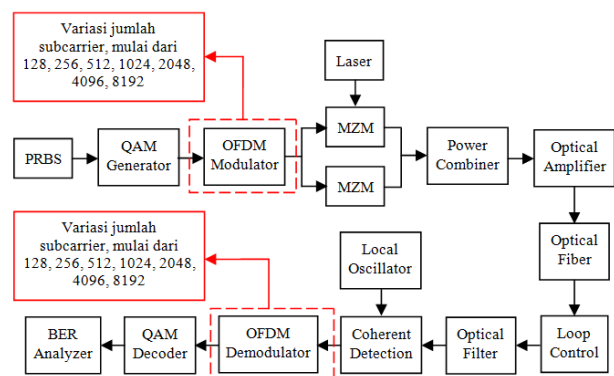 Variasi jumlah
subcarrier, mulai dari
128, 256, 512, 1024, 2048,
4096, 8192
Laser
PRBS
QAM
Generator
OFDM
Modulator
MZM
MZM
Power
Combiner
Optical
Amplifier
Variasi jumlah
subcarrier, mulai dari
128, 256, 512, 1024, 2048,
4096, 8192
Local
Oscillator
Optical
Fiber
BER
Analyzer
QAM
Decoder
OFDM
Demodulator
Coherent
Detection
Optical
Filter
Loop
Control